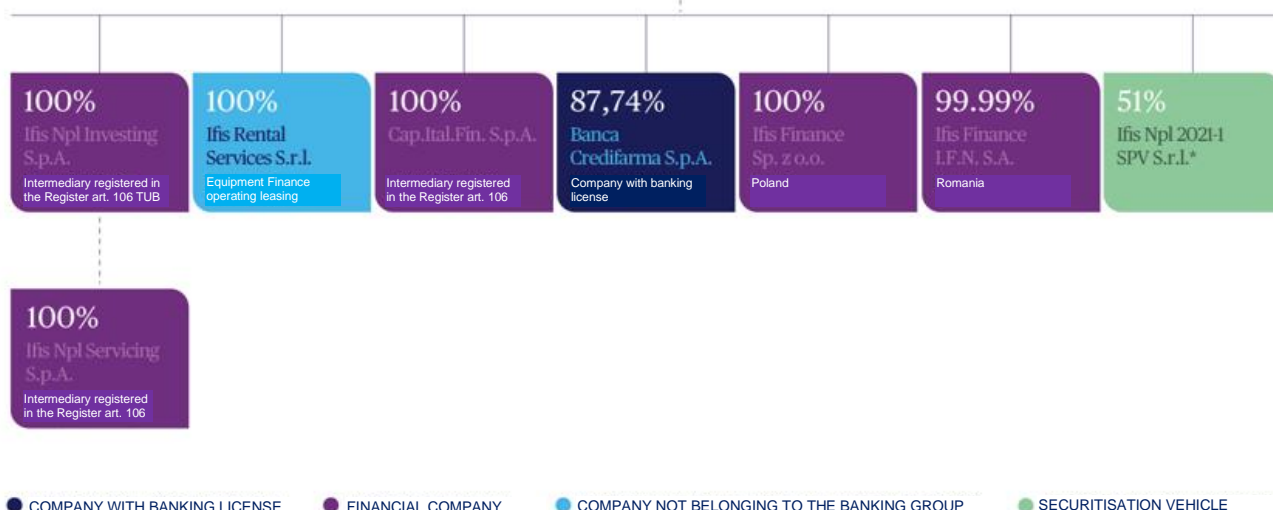 100%
Ifis Npl Investing
S.p.A.
Intermediary registered in
the Register art. 106 TUB
100%
Ifis Rental
Services S.r.l.
Equipment Finance
operating leasing
100%
Cap.Ital.Fin. S.p.A.
Intermediary registered
in the Register art. 106
87,74%
Banca
Credifarma S.p.A.
Company with banking
license
100%
Ifis Finance
Sp. z o.o.
Poland
99.99%
Ifis Finance
I.F.N. S.A.
Romania
51%
Ifis Npl 2021-1
SPV S.r.l.*
100%
Ifis Npl Servicing
S.p.A.
Intermediary registered
in the Register art. 106
COMPANY WITH BANKING LICENSE
FINANCIAL COMPANY
COMPANY NOT BELONGING TO THE BANKING GROUP
SECURITISATION VEHICLE